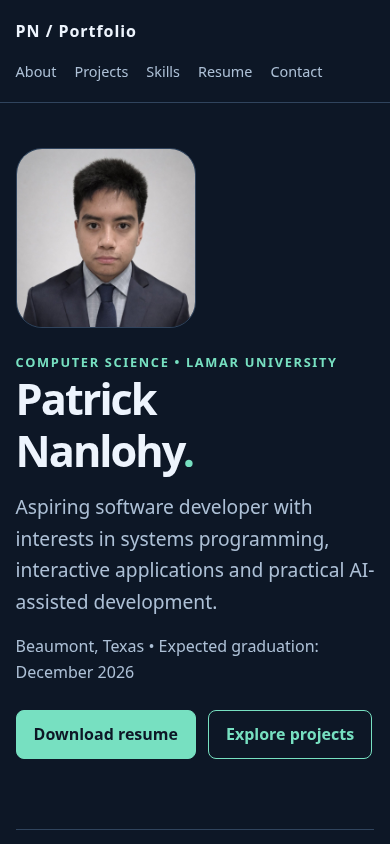 PN / Portfolio
About Projects Skills Resume Contact
COMPUTER SCIENCE • LAMAR UNIVERSITY
Patrick
Nanlohy.
Aspiring software developer with
interests in systems programming,
interactive applications and practical AI-
assisted development.
Beaumont, Texas • Expected graduation:
December 2026
Download resume Explore projects